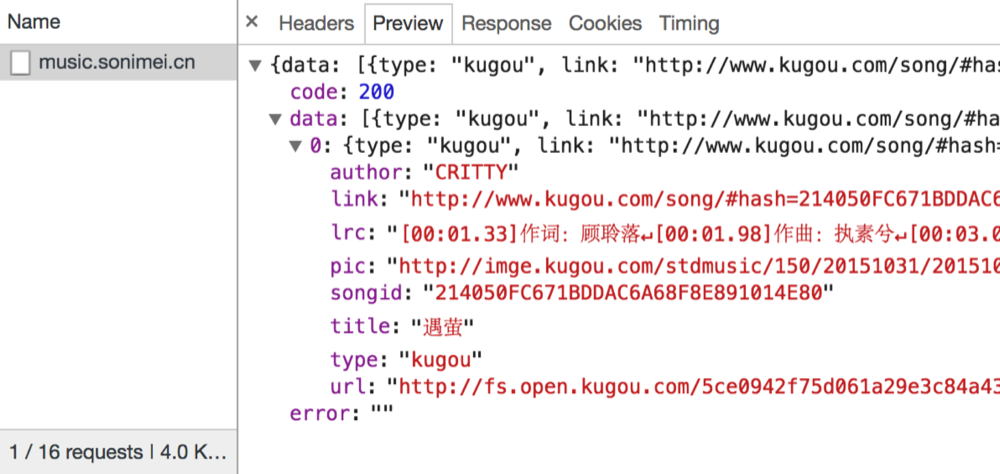 Name
× Headers Preview Response Cookies Timing
music.sonimei.cn
▼ {data: [{type: "kugou", link: "http://www.kugou.com/song/#has
code: 200
▼ data: [{type: "kugou", link: "http://www.kugou.com/song/#ha
▼ 0: {type: "kugou", link: "http://www.kugou.com/song/#hash=
author: "CRITTY"
link: "http://www.kugou.com/song/#hash=214050FC671BDDAC6
lrc: "[00:01.33]作词：顾聆落↵[00:01.98]作曲：执素兮↵[00:03.0
pic: "http://imge.kugou.com/stdmusic/150/20151031/201510
songid: "214050FC671BDDAC6A68F8E891014E80"
title: "遇萤"
type: "kugou"
url: "http://fs.open.kugou.com/5ce0942f75d061a29e3c84a43
error: ""
1 / 16 requests | 4.0 K...